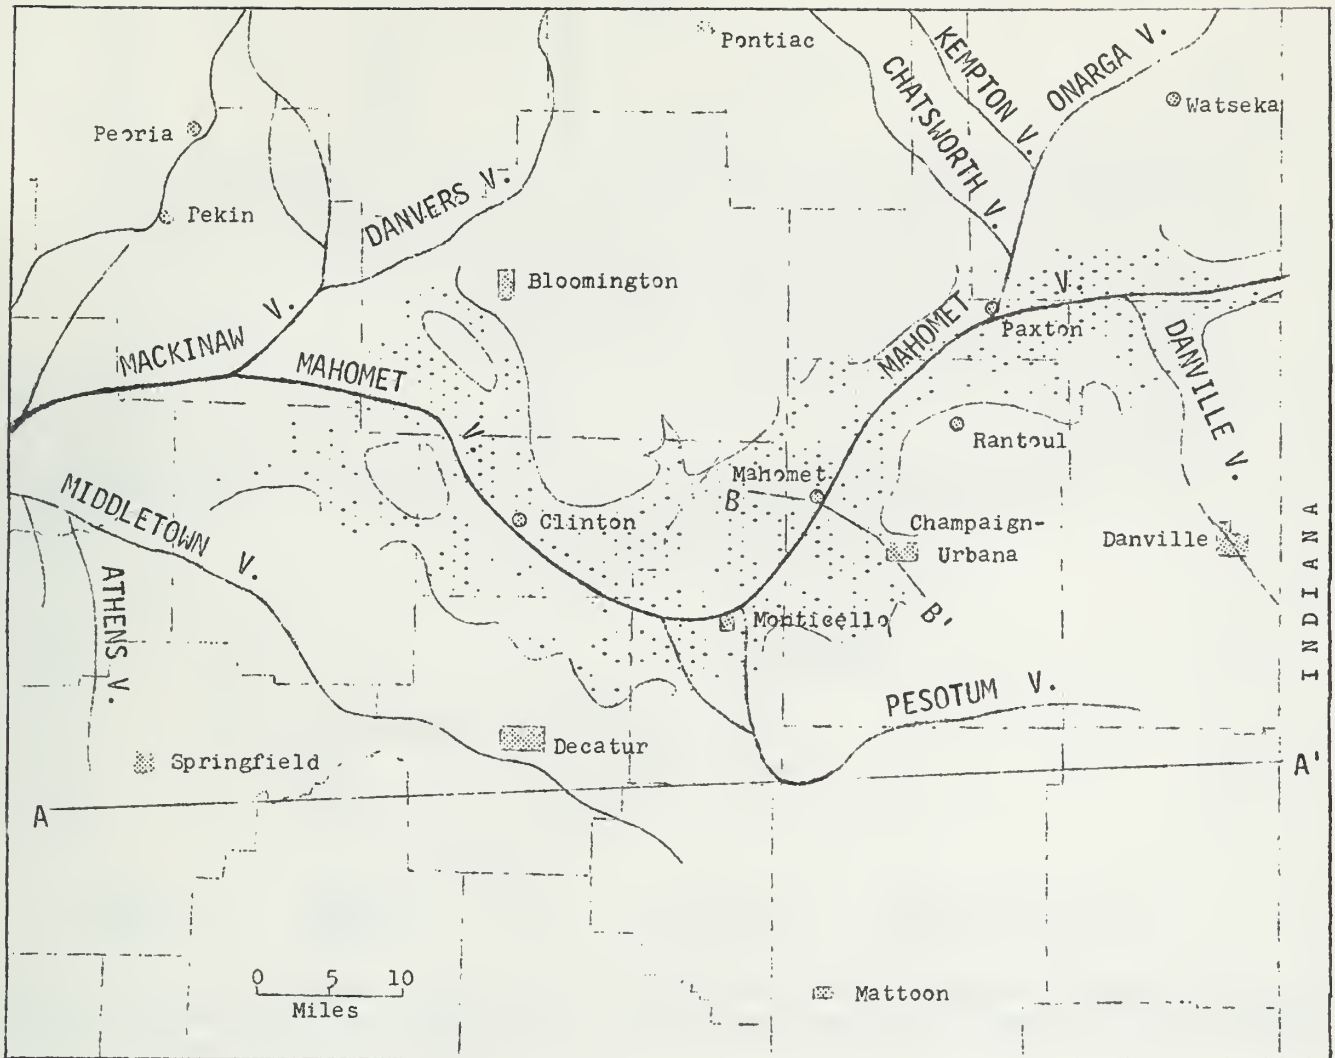 Pontiac
KEMPTON V.
ONARGA V.
CHATSWORTH V.
Watseka
Peoria
Pekin
DANVERS V.
Bloomington
MAHOMET V.
Paxton
DANVILLE V.
MACKINAW V.
MAHOMET V.
Rantoul
Mahomet
B
MIDDLETOWN V.
Clinton
Champaign-
Urbana
Danville
INDIANA
ATHENS V.
Monticello
B'
PESOTUM V.
Decatur
Springfield
A'
A
0 5 10
Miles
Mattoon